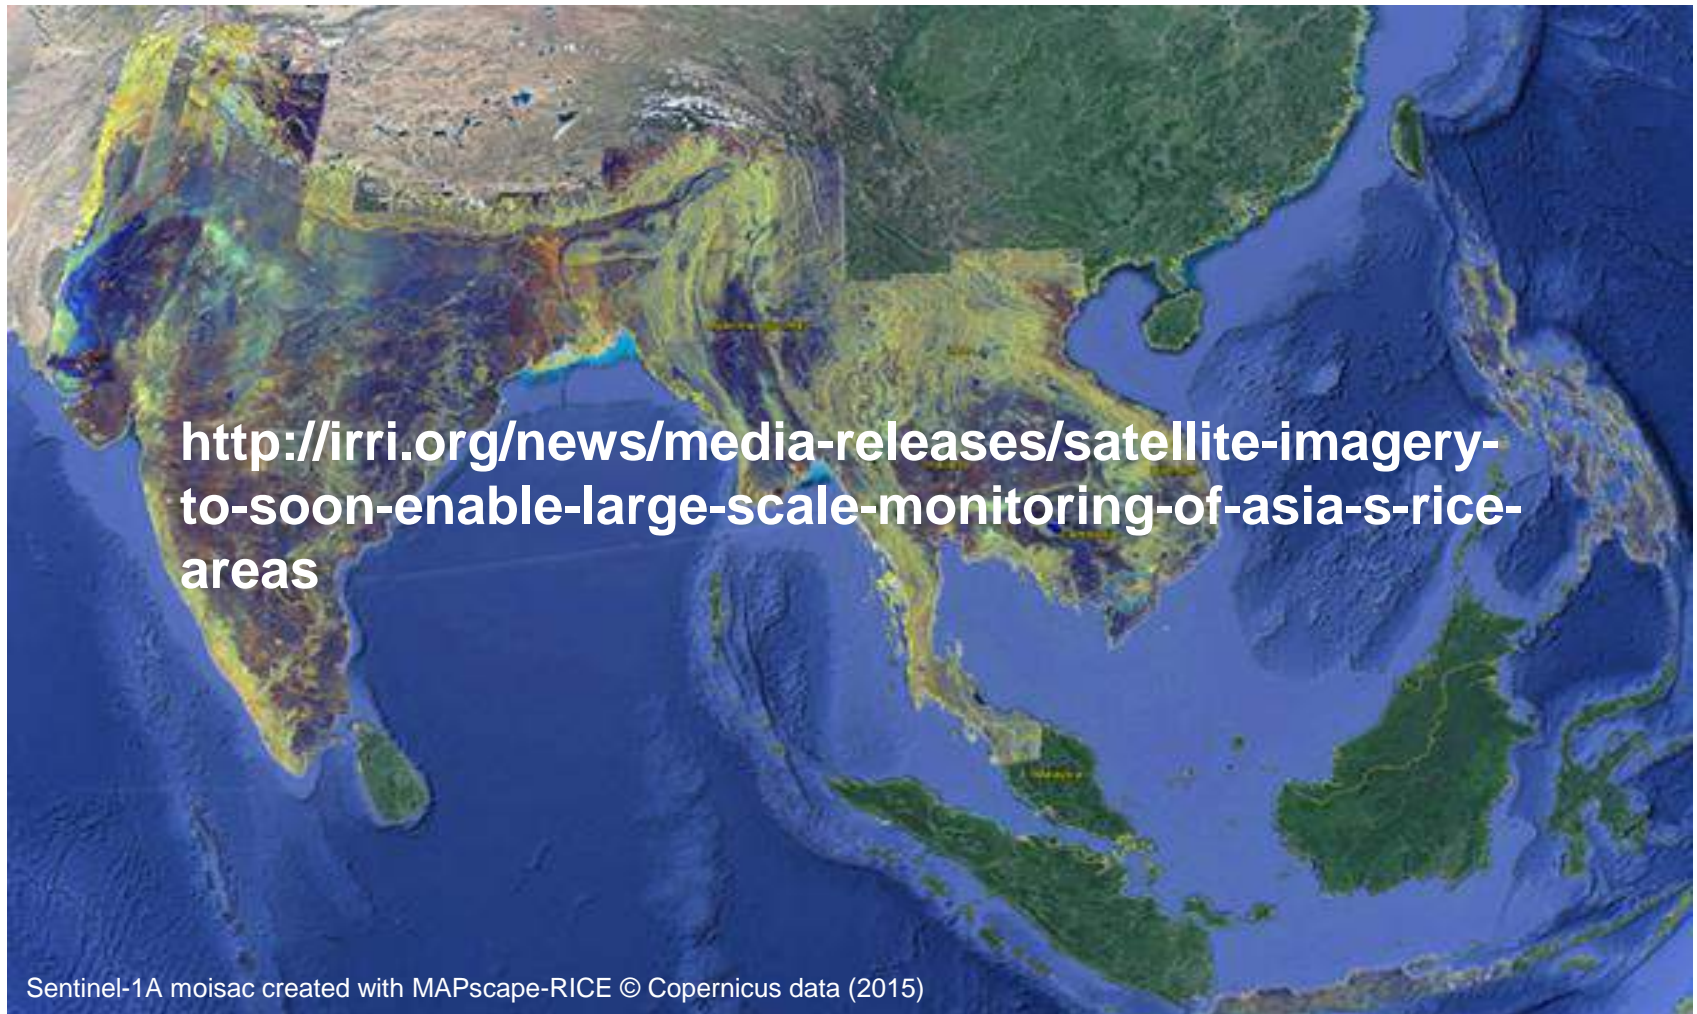 http://irri.org/news/media-releases/satellite-imagery-
to-soon-enable-large-scale-monitoring-of-asia-s-rice-
areas
Malaysia
Sentinel-1A moisac created with MAPscape-RICE © Copernicus data (2015)